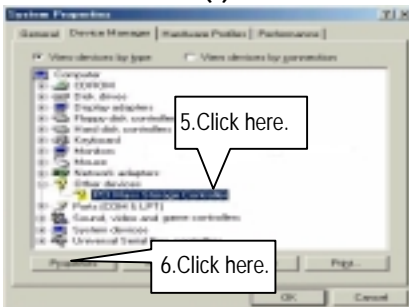 System Properties
General Device Manager Hardware Profiles Performance
View devices by type View devices by connection
Computer
CDROM
Disk drives
Display adapters
Floppy disk controllers
Hard disk controllers
Keyboard
Monitors
Mouse
Network adapters
Other devices
PCI Mass Storage Controller
Ports (COM & LPT)
Sound, video and game controllers
System devices
Universal Serial
5.Click here.
Properties
Print...
6.Click here.
OK Cancel